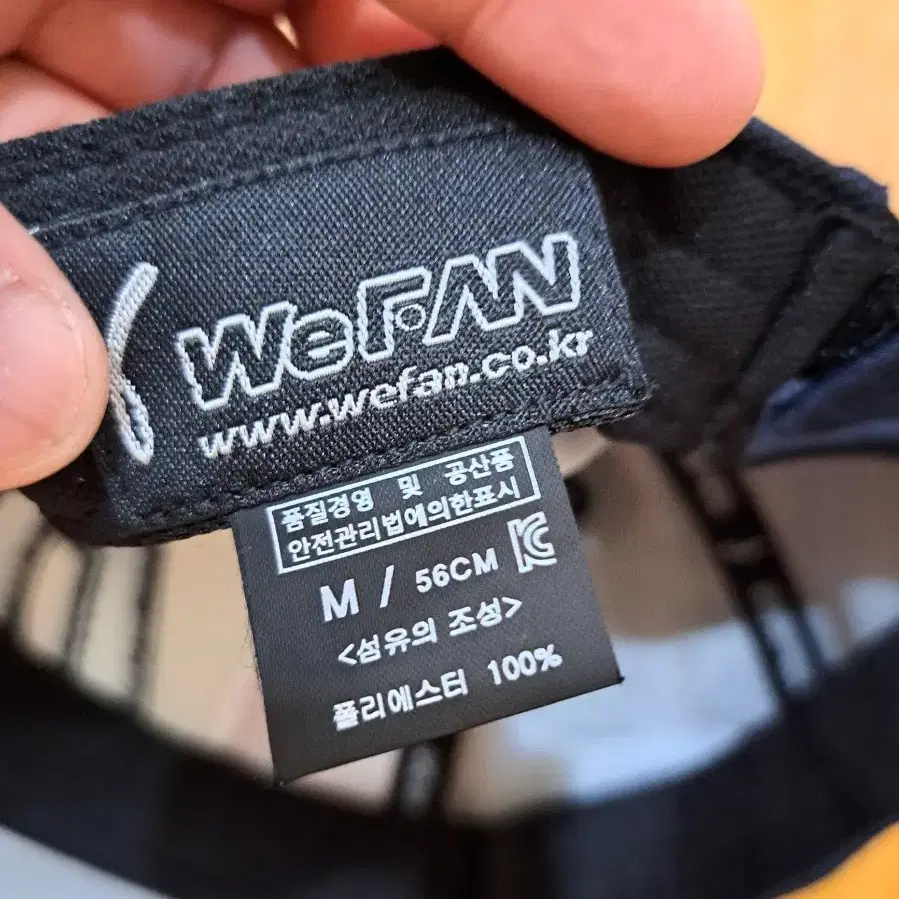 WeFAN
www.wefan.co.kr
품질경영 및 공산품
안전관리법에의한표시
M / 56CM
<섬유의 조성>
폴리에스터 100%